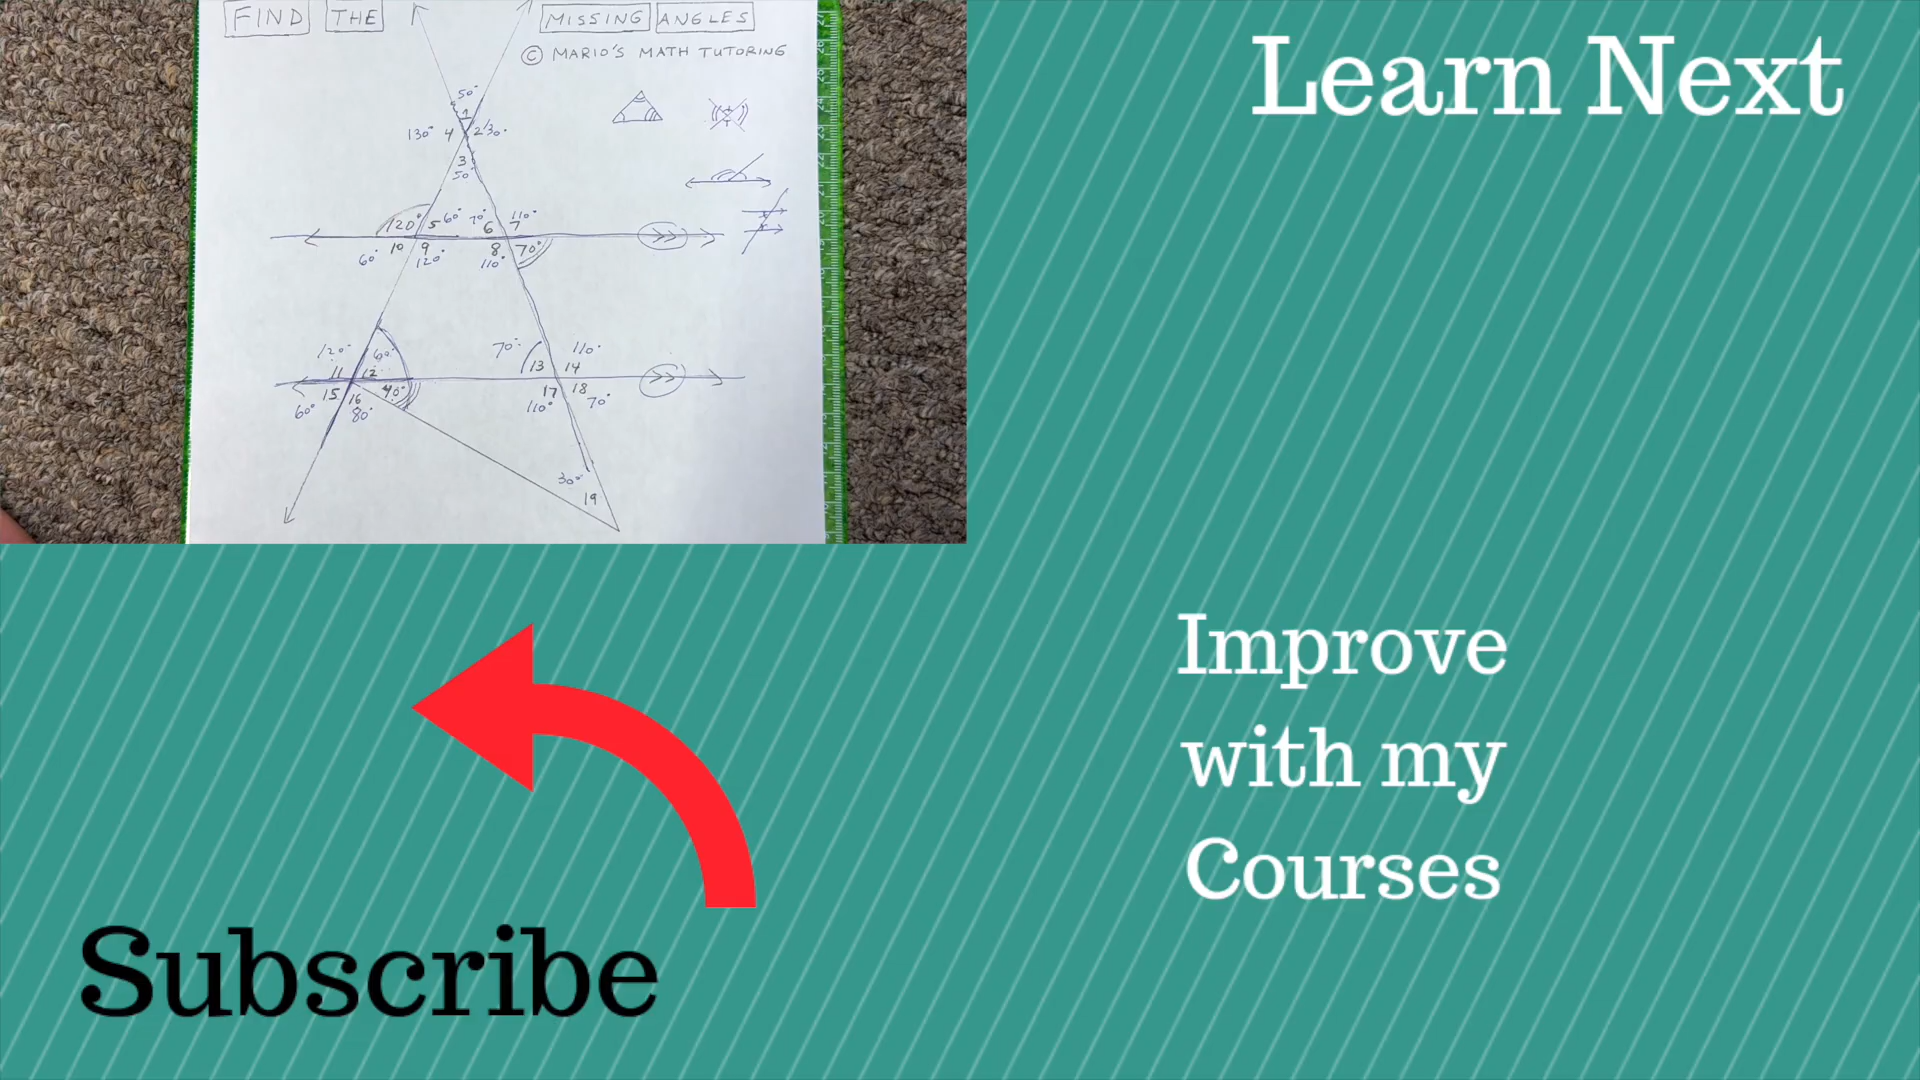 FIND THE MISSING ANGLES
© MARIO'S MATH TUTORING
50°
1
130° 4 2 130°
3
50°
120° 5 60° 70° 6 110° 7
10 9 8 70°
60° 120° 110°
120° 60° 70° 110°
11 12 13 14
15 16 40° 17 18
60° 80° 110° 70°
30°
19
Learn Next
Improve
with my
Courses
Subscribe